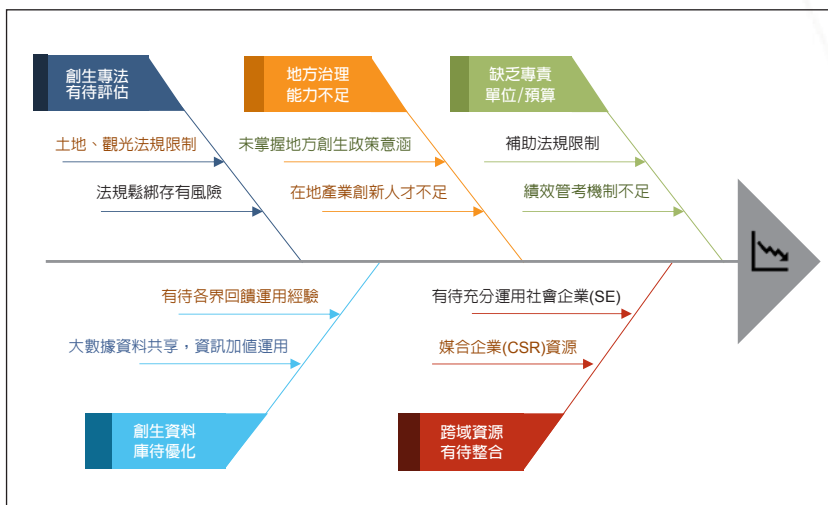 創生專法
有待評估
地方治理
能力不足
缺乏專責
單位/預算
土地、觀光法規限制
未掌握地方創生政策意涵
補助法規限制
法規鬆綁存有風險
在地產業創新人才不足
績效管考機制不足
有待各界回饋運用經驗
有待充分運用社會企業(SE)
大數據資料共享，資訊加值運用
媒合企業(CSR)資源
創生資料
庫待優化
跨域資源
有待整合